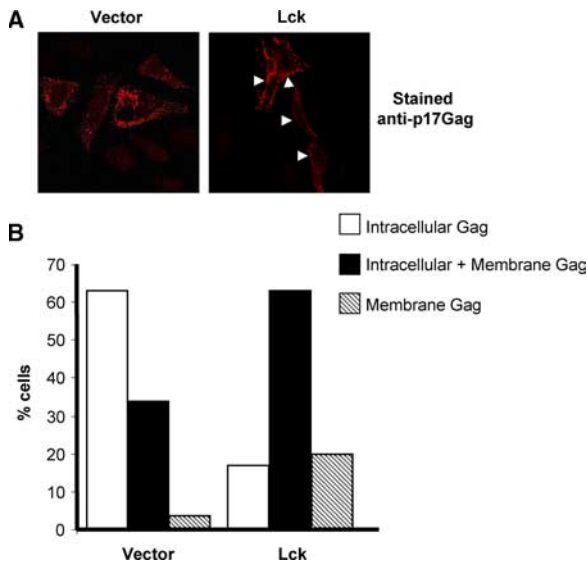 A
Vector
Lck
Stained
anti-p17Gag
B
Intracellular Gag
Intracellular + Membrane Gag
Membrane Gag
70
60
50
40
30
20
10
0
% cells
Vector
Lck